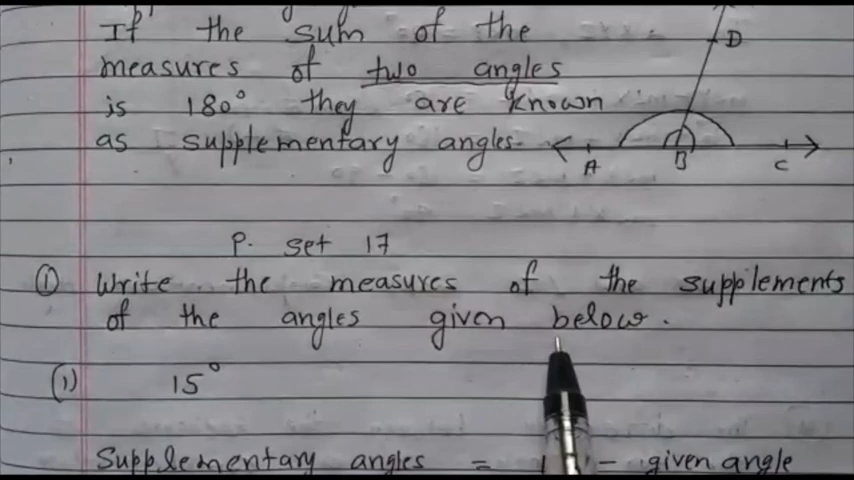 If the sum of the
measures of two angles
is 180° they are known
as supplementary angles.
D
A B C
P. set 17
① Write the measures of the supplements
of the angles given below.
(1) 15°
Supplementary angles = - given angle